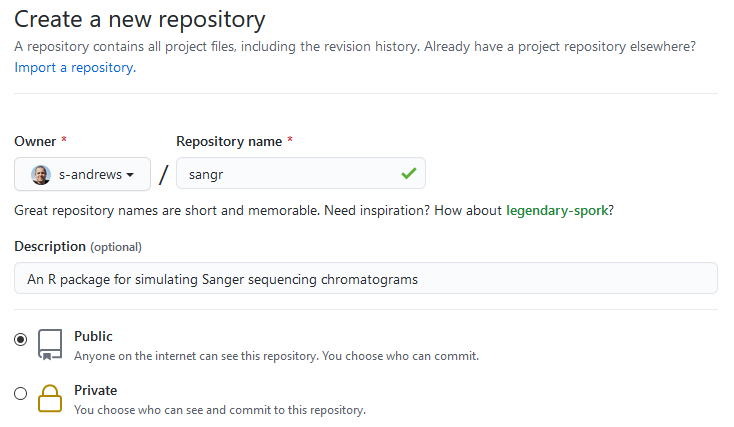 Create a new repository
A repository contains all project files, including the revision history. Already have a project repository elsewhere?
Import a repository.
Owner * Repository name *
s-andrews / sangr
Great repository names are short and memorable. Need inspiration? How about legendary-spork?
Description (optional)
An R package for simulating Sanger sequencing chromatograms
Public
Anyone on the internet can see this repository. You choose who can commit.
Private
You choose who can see and commit to this repository.